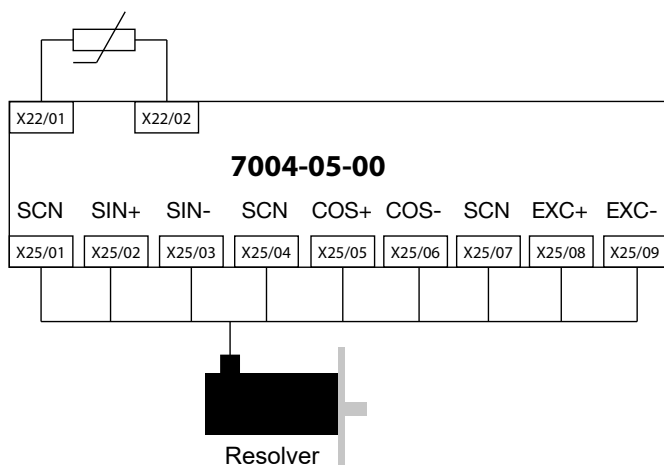 X22/01 X22/02
7004-05-00
SCN SIN+ SIN- SCN COS+ COS- SCN EXC+ EXC-
X25/01 X25/02 X25/03 X25/04 X25/05 X25/06 X25/07 X25/08 X25/09
Resolver